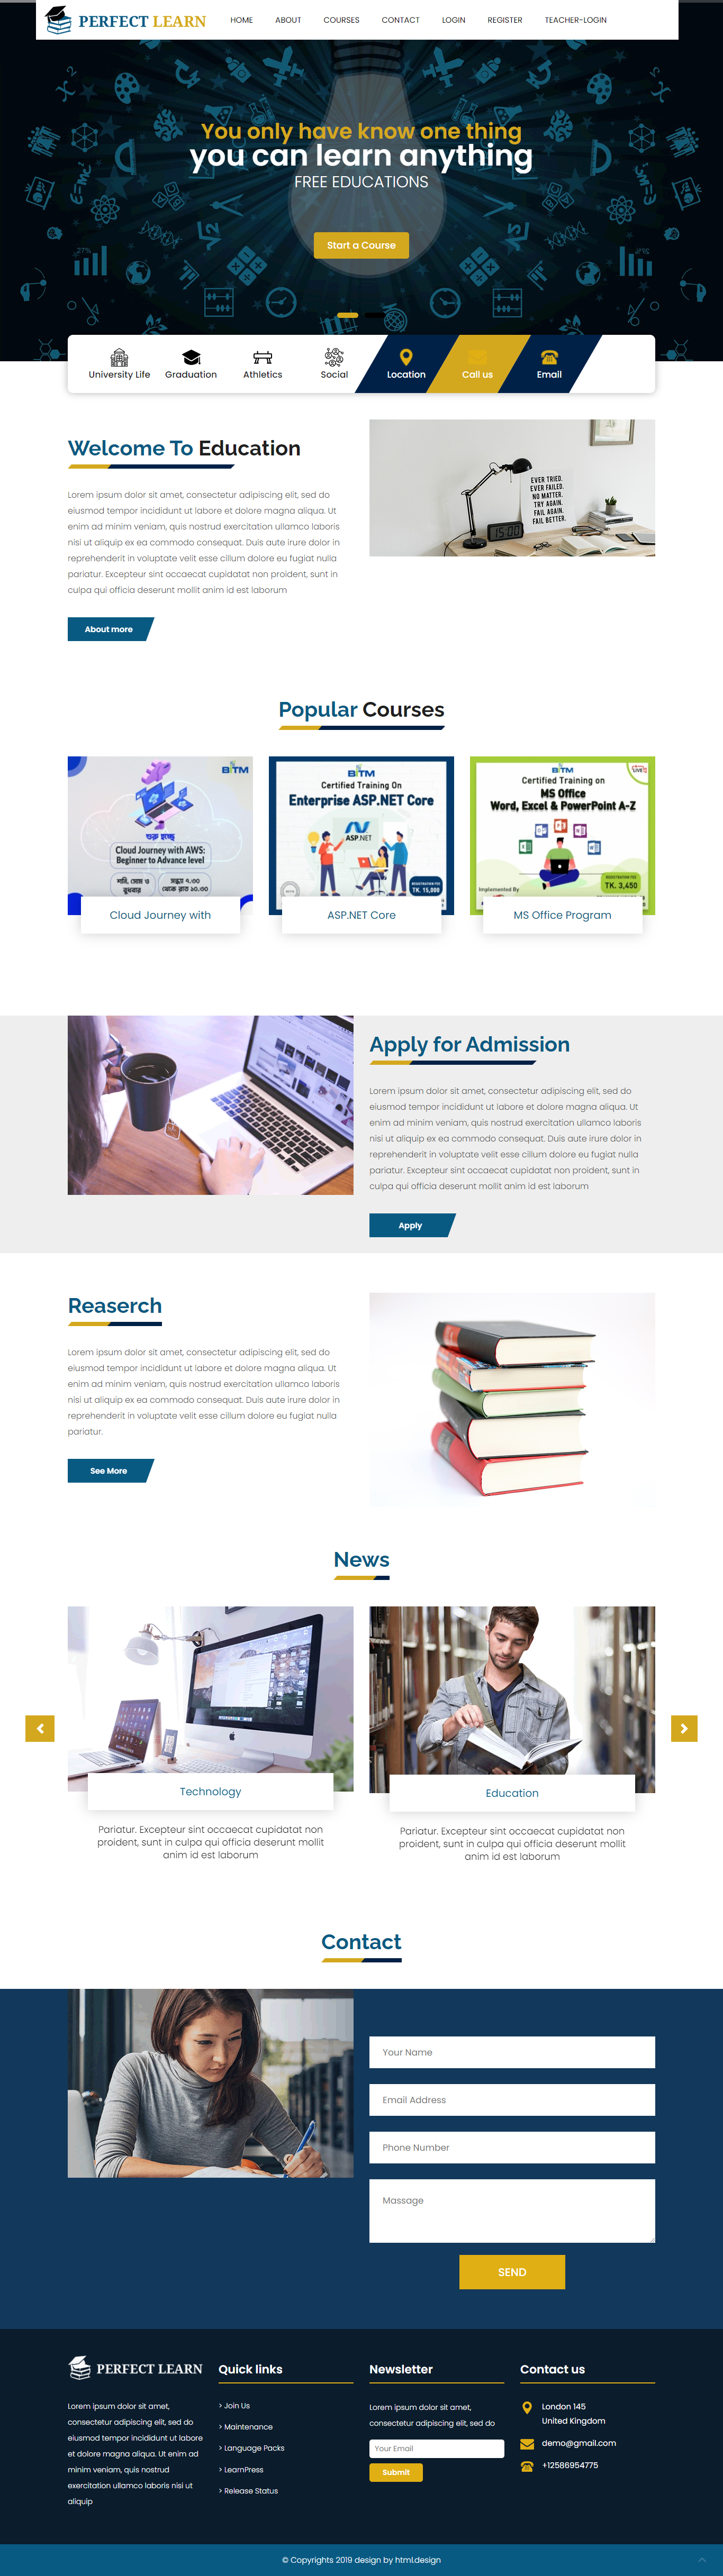 PERFECT LEARN
HOME
ABOUT
COURSES
CONTACT
LOGIN
REGISTER
TEACHER-LOGIN
You only have know one thing
you can learn anything
FREE EDUCATIONS
Start a Course
University Life
Graduation
Athletics
Social
Location
Call us
Email
Welcome To Education
Lorem ipsum dolor sit amet, consectetur adipiscing elit, sed do
eiusmod tempor incididunt ut labore et dolore magna aliqua. Ut
enim ad minim veniam, quis nostrud exercitation ullamco laboris
nisi ut aliquip ex ea commodo consequat. Duis aute irure dolor in
reprehenderit in voluptate velit esse cillum dolore eu fugiat nulla
pariatur. Excepteur sint occaecat cupidatat non proident, sunt in
culpa qui officia deserunt mollit anim id est laborum
About more
EVER TRIED.
EVER FAILED.
NO MATTER.
TRY AGAIN.
FAIL AGAIN.
FAIL BETTER.
15:00
Popular Courses
BITM
শুরু হচ্ছে
Cloud Journey with AWS:
Beginner to Advance level
শনি, সোম ও
বুধবার
সন্ধ্যা ৭.০০
থেকে রাত ১০.০০
Cloud Journey with
BITM
Certified Training On
Enterprise ASP.NET Core
ASP.NET
REGISTRATION FEE
TK. 15,000
ASP.NET Core
BITM
LIVE
Certified Training on
MS Office
Word, Excel & PowerPoint A-Z
REGISTRATION FEE
TK. 3,450
Implemented By
MS Office Program
Apply for Admission
Lorem ipsum dolor sit amet, consectetur adipiscing elit, sed do
eiusmod tempor incididunt ut labore et dolore magna aliqua. Ut
enim ad minim veniam, quis nostrud exercitation ullamco laboris
nisi ut aliquip ex ea commodo consequat. Duis aute irure dolor in
reprehenderit in voluptate velit esse cillum dolore eu fugiat nulla
pariatur. Excepteur sint occaecat cupidatat non proident, sunt in
culpa qui officia deserunt mollit anim id est laborum
Apply
Reaserch
Lorem ipsum dolor sit amet, consectetur adipiscing elit, sed do
eiusmod tempor incididunt ut labore et dolore magna aliqua. Ut
enim ad minim veniam, quis nostrud exercitation ullamco laboris
nisi ut aliquip ex ea commodo consequat. Duis aute irure dolor in
reprehenderit in voluptate velit esse cillum dolore eu fugiat nulla
pariatur.
See More
News
Technology
Pariatur. Excepteur sint occaecat cupidatat non
proident, sunt in culpa qui officia deserunt mollit
anim id est laborum
Education
Pariatur. Excepteur sint occaecat cupidatat non
proident, sunt in culpa qui officia deserunt mollit
anim id est laborum
Contact
Your Name
Email Address
Phone Number
Massage
SEND
PERFECT LEARN
Lorem ipsum dolor sit amet,
consectetur adipiscing elit, sed do
eiusmod tempor incididunt ut labore
et dolore magna aliqua. Ut enim ad
minim veniam, quis nostrud
exercitation ullamco laboris nisi ut
aliquip
Quick links
> Join Us
> Maintenance
> Language Packs
> LearnPress
> Release Status
Newsletter
Lorem ipsum dolor sit amet,
consectetur adipiscing elit, sed do
Your Email
Submit
Contact us
London 145
United Kingdom
demo@gmail.com
+12586954775
© Copyrights 2019 design by html.design